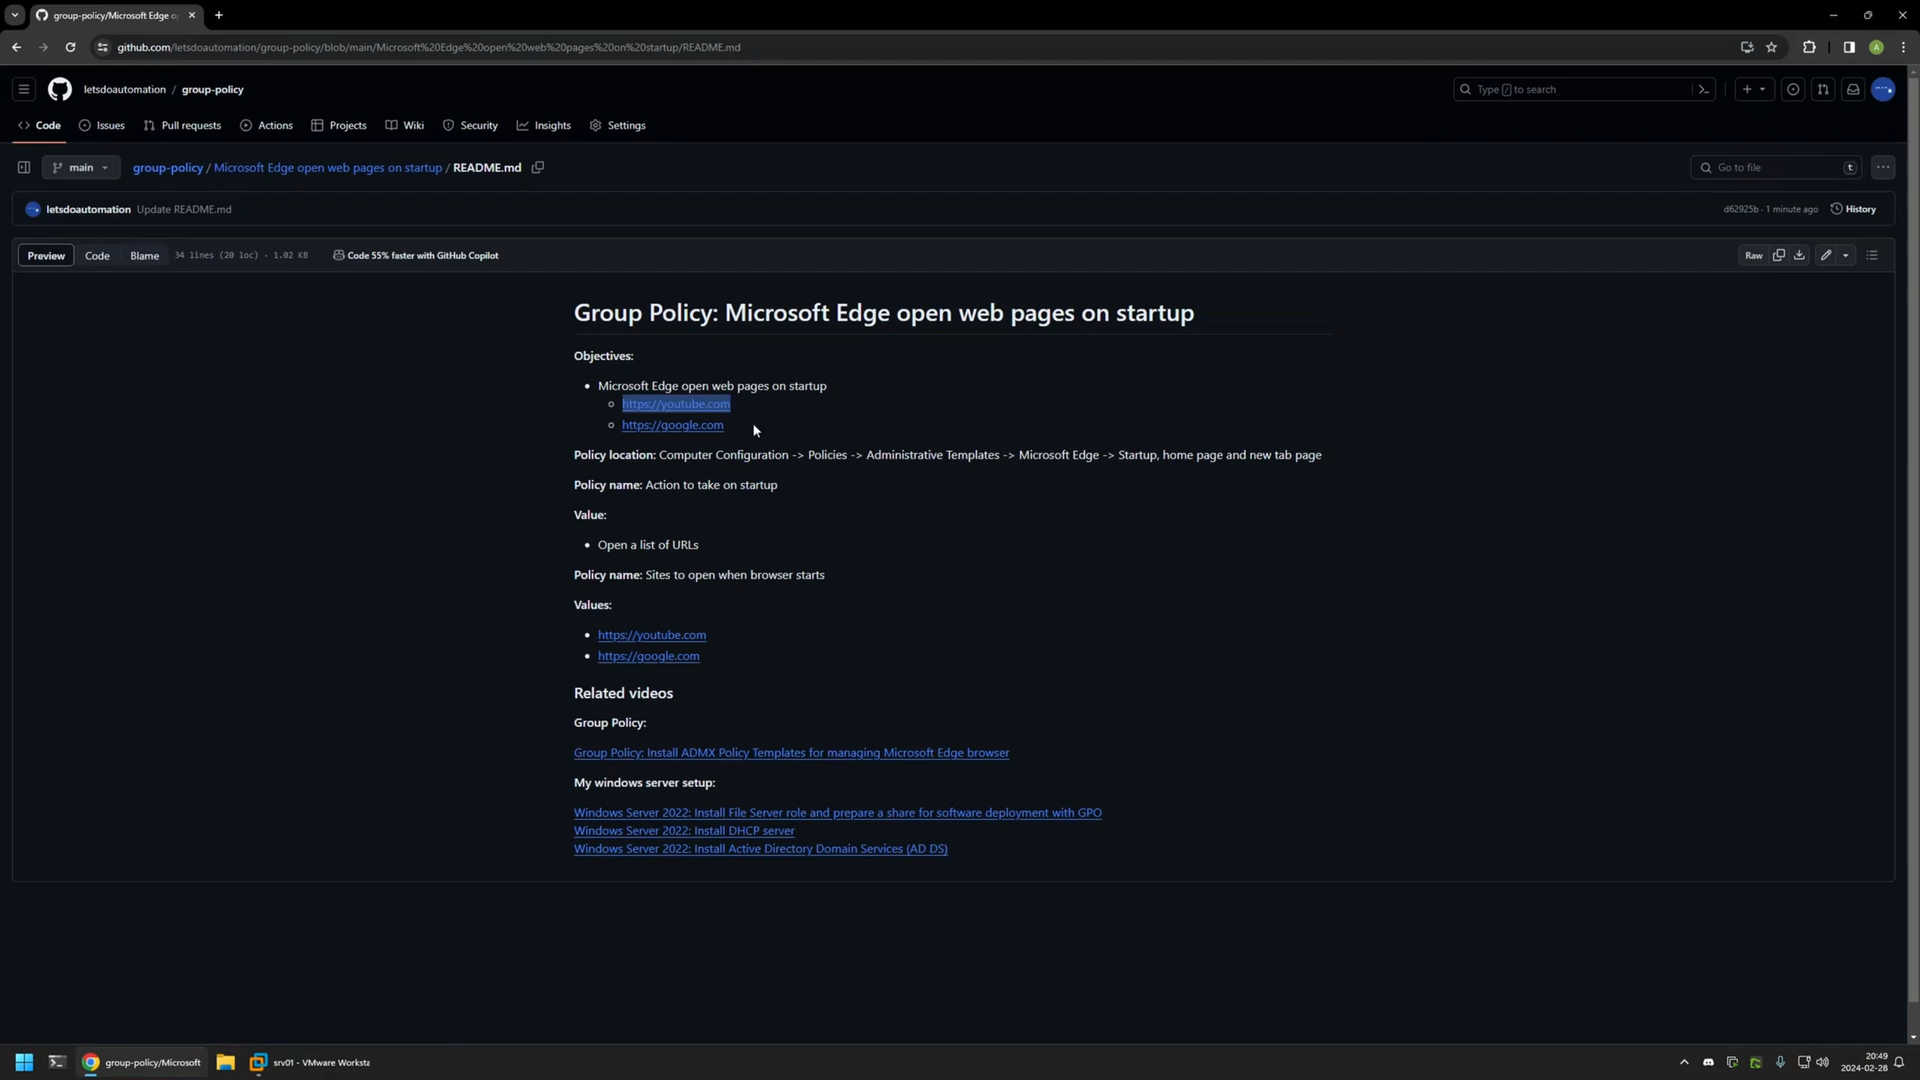 group-policy/Microsoft Edge o
github.com/letsdoautomation/group-policy/blob/main/Microsoft%20Edge%20open%20web%20pages%20on%20startup/README.md
A
letsdoautomation / group-policy
Type / to search
Code Issues Pull requests Actions Projects Wiki Security Insights Settings
main
group-policy / Microsoft Edge open web pages on startup / README.md
Go to file t
letsdoautomation Update README.md
d62925b · 1 minute ago History
Preview Code Blame 34 lines (20 loc) · 1.02 KB Code 55% faster with GitHub Copilot
Raw
Group Policy: Microsoft Edge open web pages on startup
Objectives:
Microsoft Edge open web pages on startup
https://youtube.com
https://google.com
Policy location: Computer Configuration -> Policies -> Administrative Templates -> Microsoft Edge -> Startup, home page and new tab page
Policy name: Action to take on startup
Value:
Open a list of URLs
Policy name: Sites to open when browser starts
Values:
https://youtube.com
https://google.com
Related videos
Group Policy:
Group Policy: Install ADMX Policy Templates for managing Microsoft Edge browser
My windows server setup:
Windows Server 2022: Install File Server role and prepare a share for software deployment with GPO
Windows Server 2022: Install DHCP server
Windows Server 2022: Install Active Directory Domain Services (AD DS)
group-policy/Microsoft
srv01 - VMware Worksta
20:49
2024-02-28